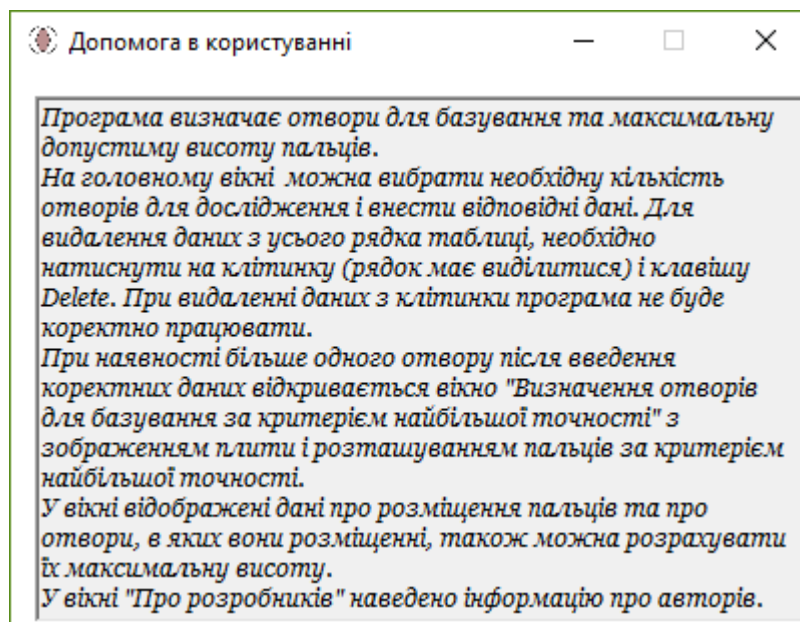 Допомога в користуванні
Програма визначає отвори для базування та максимальну
допустиму висоту пальців.
На головному вікні  можна вибрати необхідну кількість
отворів для дослідження і внести відповідні дані. Для
видалення даних з усього рядка таблиці, необхідно
натиснути на клітинку (рядок має виділитися) і клавішу
Delete. При видаленні даних з клітинки програма не буде
коректно працювати.
При наявності більше одного отвору після введення
коректних даних відкривається вікно "Визначення отворів
для базування за критерієм найбільшої точності" з
зображенням плити і розташуванням пальців за критерієм
найбільшої точності.
У вікні відображені дані про розміщення пальців та про
отвори, в яких вони розміщенні, також можна розрахувати
їх максимальну висоту.
У вікні "Про розробників" наведено інформацію про авторів.